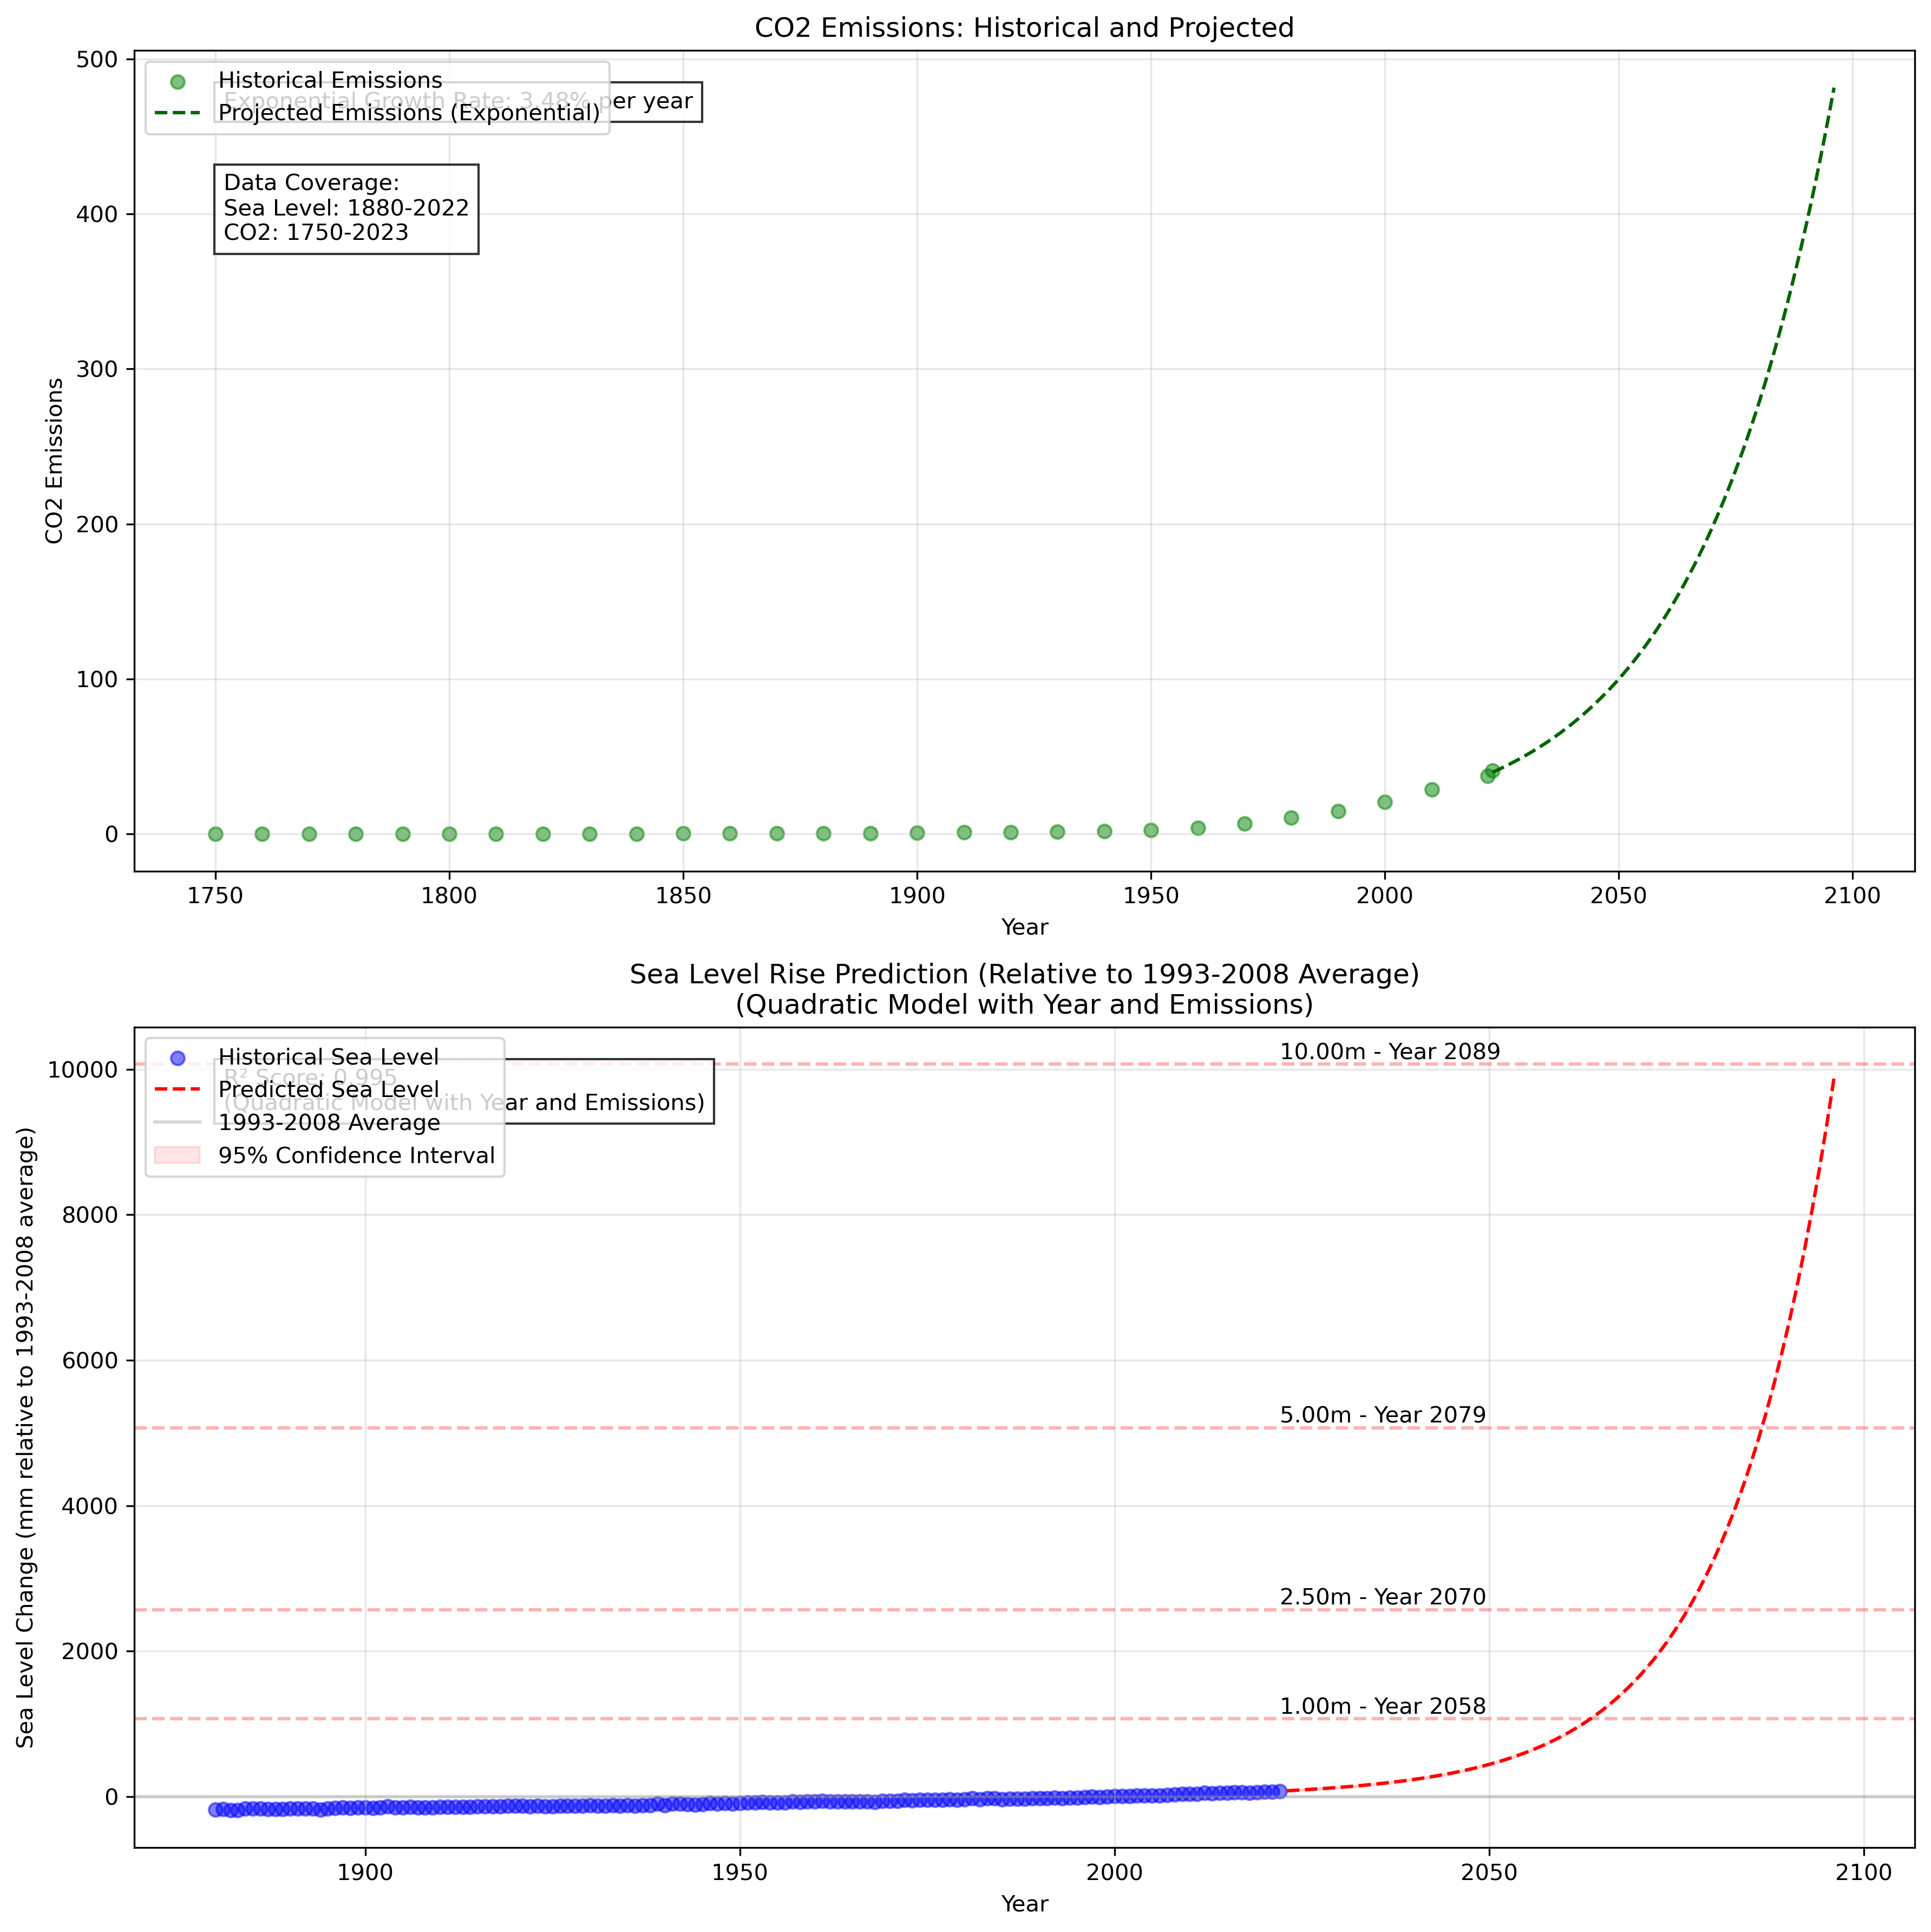 CO2 Emissions: Historical and Projected
500
400
300
200
100
0
CO2 Emissions
Historical Emissions
Projected Emissions (Exponential)
Exponential Growth Rate: 3.48% per year
Data Coverage:
Sea Level: 1880-2022
CO2: 1750-2023
1750
1800
1850
1900
1950
2000
2050
2100
Year
Sea Level Rise Prediction (Relative to 1993-2008 Average)
(Quadratic Model with Year and Emissions)
10000
8000
6000
4000
2000
0
Sea Level Change (mm relative to 1993-2008 average)
Historical Sea Level
Predicted Sea Level
1993-2008 Average
95% Confidence Interval
R² Score: 0.995
(Quadratic Model with Year and Emissions)
10.00m - Year 2089
5.00m - Year 2079
2.50m - Year 2070
1.00m - Year 2058
1900
1950
2000
2050
2100
Year